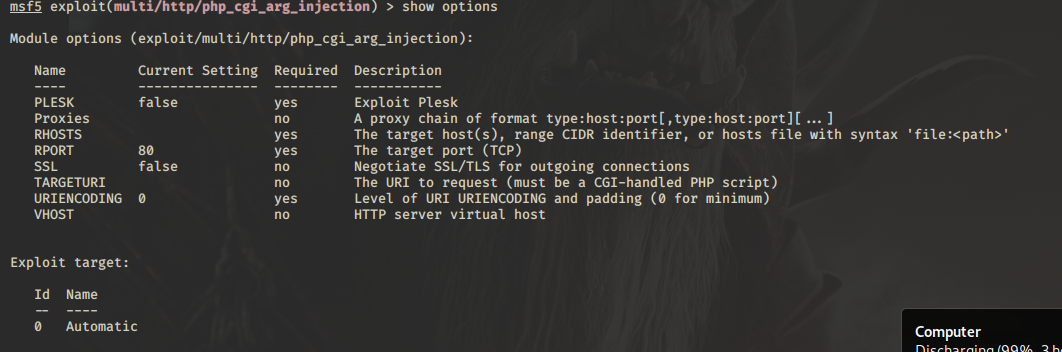 msf5 exploit(multi/http/php_cgi_arg_injection) > show options
Module options (exploit/multi/http/php_cgi_arg_injection):
Name Current Setting Required Description
---- --------------- -------- -----------
PLESK false yes Exploit Plesk
Proxies no A proxy chain of format type:host:port[,type:host:port][...]
RHOSTS yes The target host(s), range CIDR identifier, or hosts file with syntax 'file:<path>'
RPORT 80 yes The target port (TCP)
SSL false no Negotiate SSL/TLS for outgoing connections
TARGETURI no The URI to request (must be a CGI-handled PHP script)
URIENCODING 0 yes Level of URI URIENCODING and padding (0 for minimum)
VHOST no HTTP server virtual host
Exploit target:
Id Name
-- ----
0 Automatic
Computer
Discharging (99%, 3 h